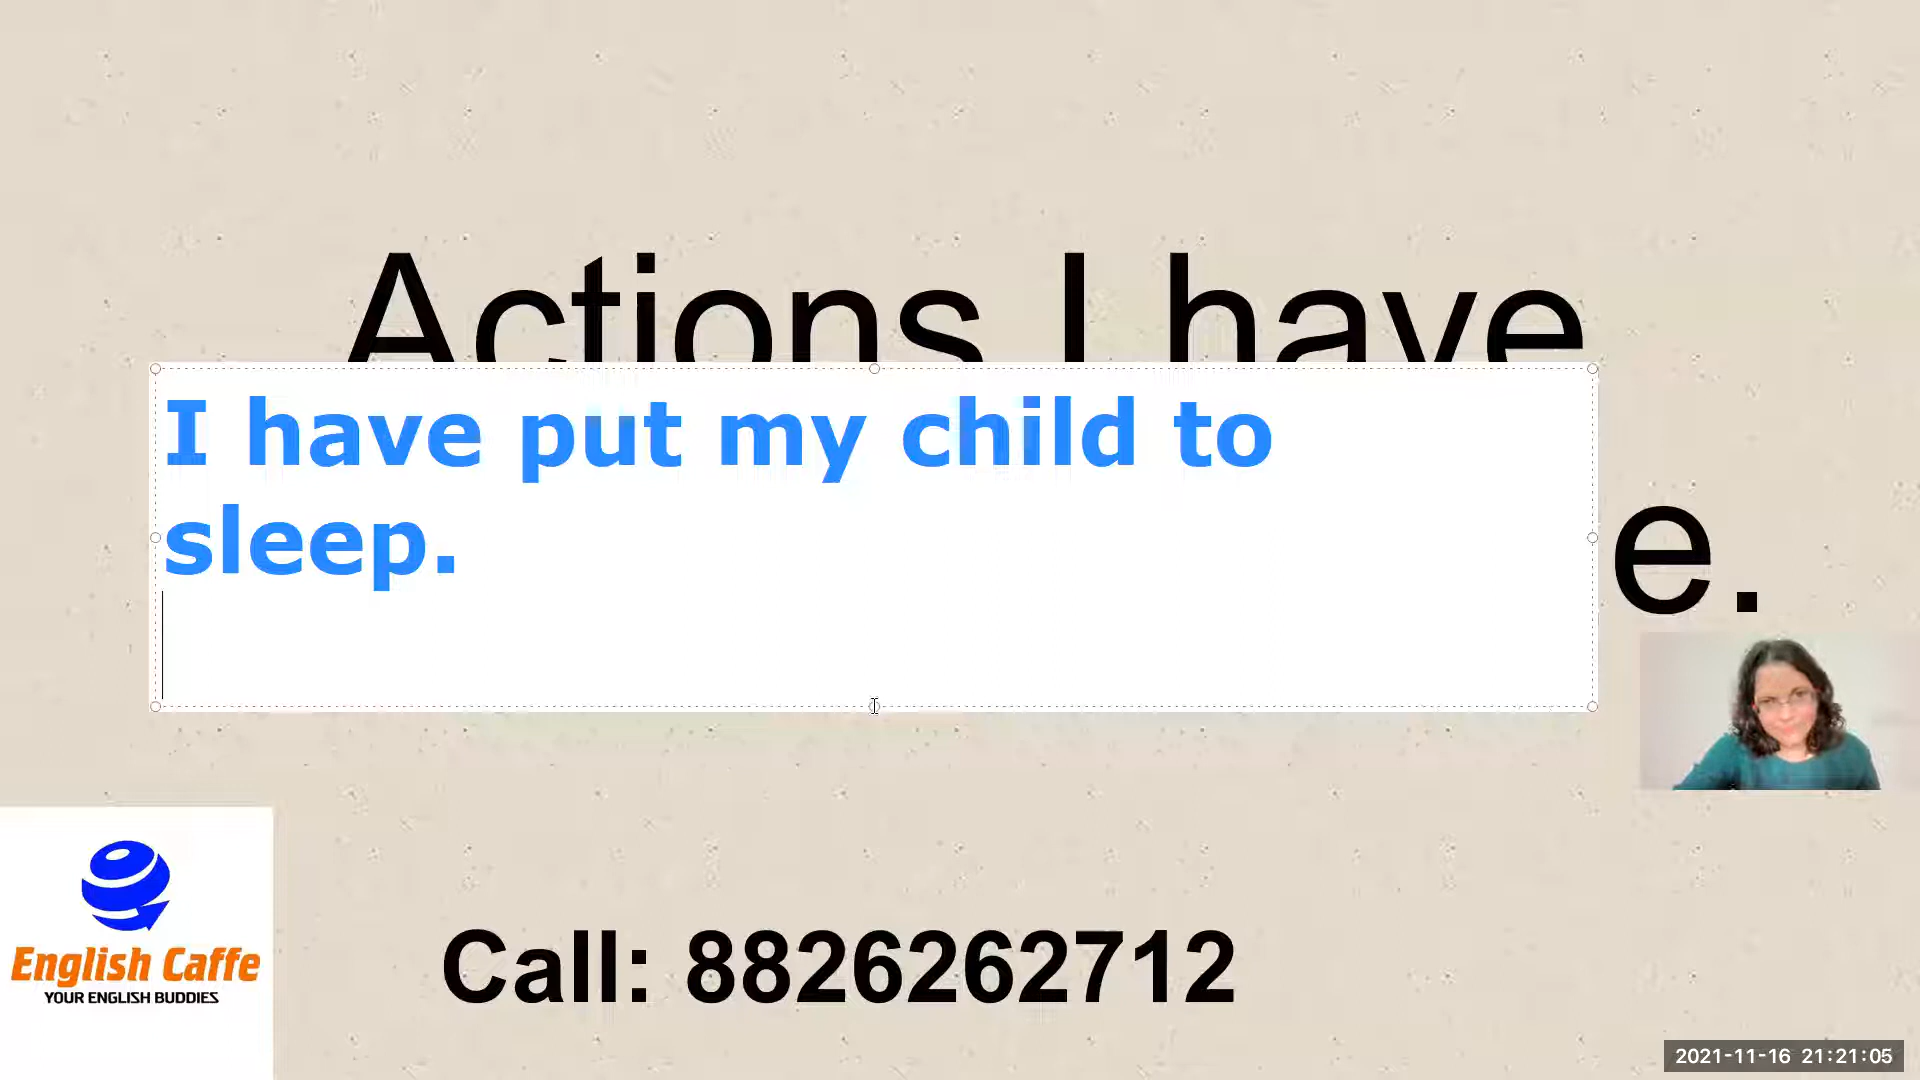 Actions I have
I have put my child to
sleep.
e.
English Caffe
YOUR ENGLISH BUDDIES
Call: 8826262712
2021-11-16 21:21:05